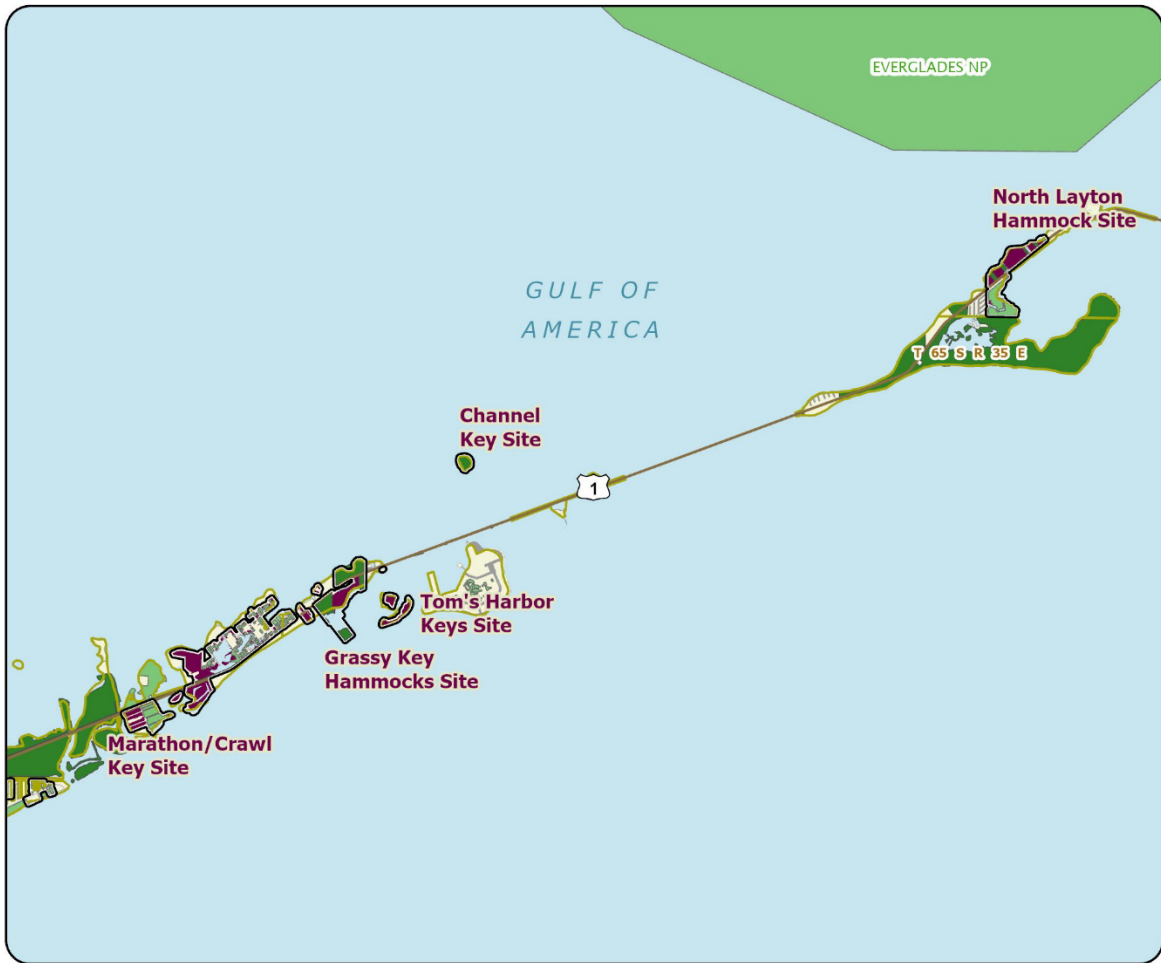 EVERGLADES NP
North Layton
Hammock Site
GULF OF
AMERICA
T 65 S R 35 E
Channel
Key Site
1
Tom's Harbor
Keys Site
Grassy Key
Hammocks Site
Marathon/Crawl
Key Site